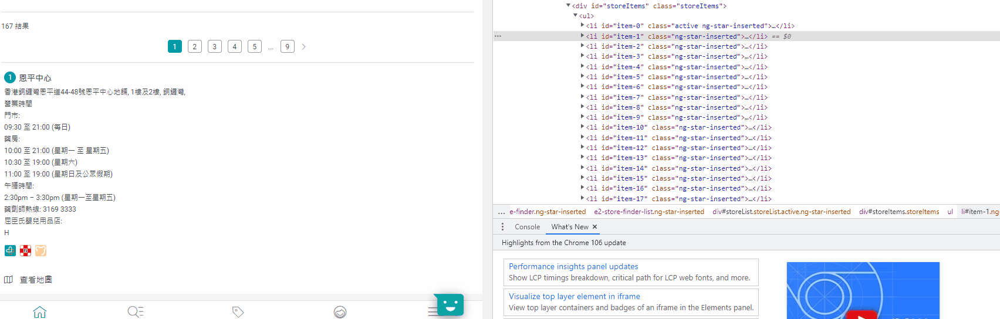 167 結果
1 2 3 4 5 ... 9
1 恩平中心
香港銅鑼灣恩平道44-48號恩平中心地舖, 1樓及2樓, 銅鑼灣,
營業時間
門市:
09:30 至 21:00 (每日)
藥房:
10:00 至 21:00 (星期一 至 星期五)
10:30 至 19:00 (星期六)
11:00 至 19:00 (星期日及公眾假期)
午膳時間:
2:30pm – 3:30pm (星期一至星期五)
藥劑師熱線: 3169 3333
屈臣氏嬰兒用品店:
H
查看地圖
<div id="storeItems" class="storeItems">
<ul>
<li id="item-0" class="active ng-star-inserted">…</li>
... <li id="item-1" class="ng-star-inserted">…</li> == $0
<li id="item-2" class="ng-star-inserted">…</li>
<li id="item-3" class="ng-star-inserted">…</li>
<li id="item-4" class="ng-star-inserted">…</li>
<li id="item-5" class="ng-star-inserted">…</li>
<li id="item-6" class="ng-star-inserted">…</li>
<li id="item-7" class="ng-star-inserted">…</li>
<li id="item-8" class="ng-star-inserted">…</li>
<li id="item-9" class="ng-star-inserted">…</li>
<li id="item-10" class="ng-star-inserted">…</li>
<li id="item-11" class="ng-star-inserted">…</li>
<li id="item-12" class="ng-star-inserted">…</li>
<li id="item-13" class="ng-star-inserted">…</li>
<li id="item-14" class="ng-star-inserted">…</li>
<li id="item-15" class="ng-star-inserted">…</li>
<li id="item-16" class="ng-star-inserted">…</li>
<li id="item-17" class="ng-star-inserted">…</li>
... e-finder.ng-star-inserted e2-store-finder-list.ng-star-inserted div#storeList.storeList.active.ng-star-inserted div#storeItems.storeItems ul li#item-1.ng-
Console What's New ×
Highlights from the Chrome 106 update
Performance insights panel updates
Show LCP timings breakdown, critical path for LCP web fonts, and more.
Visualize top layer element in iframe
View top layer containers and badges of an iframe in the Elements panel.